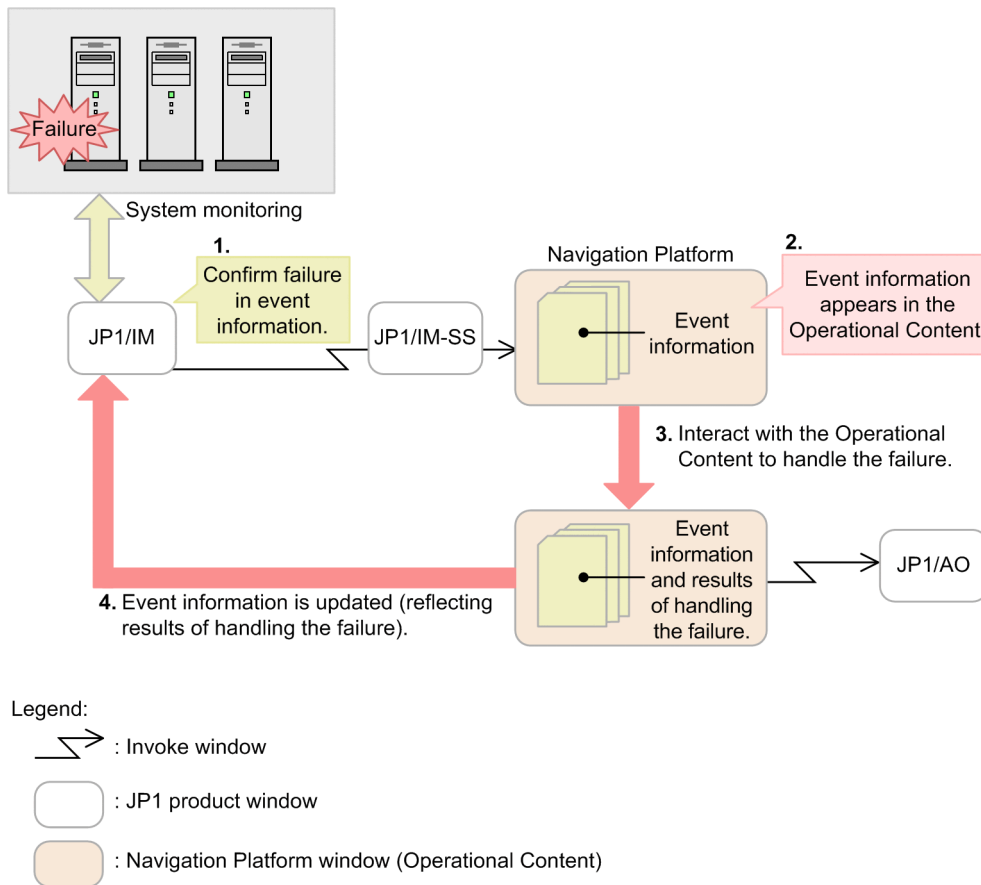 Failure
System monitoring
1.
Confirm failure
in event
information.
JP1/IM
JP1/IM-SS
Navigation Platform
Event
information
2.
Event information
appears in the
Operational Content
3. Interact with the Operational
Content to handle the failure.
Event
information
and results
of handling
the failure.
JP1/AO
4. Event information is updated (reflecting
results of handling the failure).
Legend:
: Invoke window
: JP1 product window
: Navigation Platform window (Operational Content)